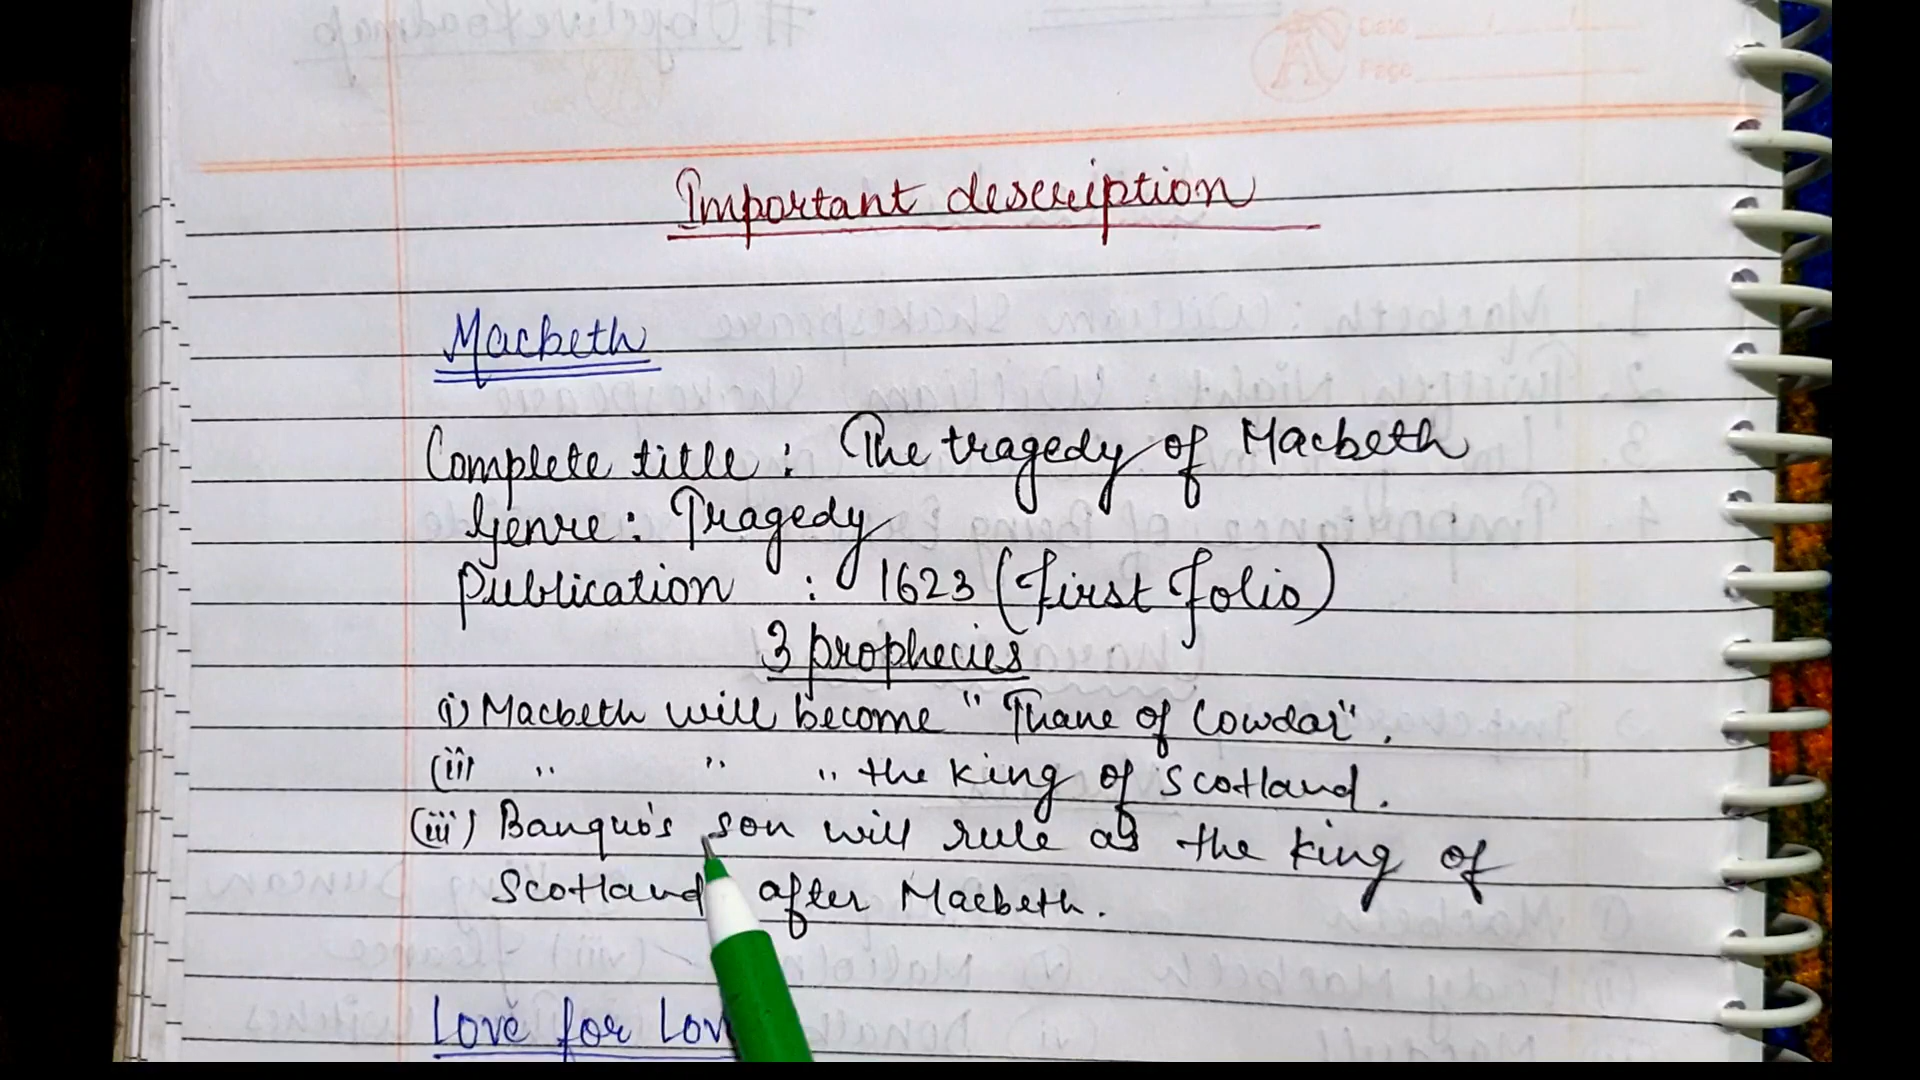 Date
Page
Important description
Macbeth
Complete title : The tragedy of Macbeth
Genre : Tragedy
Publication : 1623 (First Folio)
3 prophecies
(i) Macbeth will become "Thane of Cowdar".
(ii) " " " the king of Scotland.
(iii) Banquo's son will rule as the king of
Scotland after Macbeth.
Love for Lov